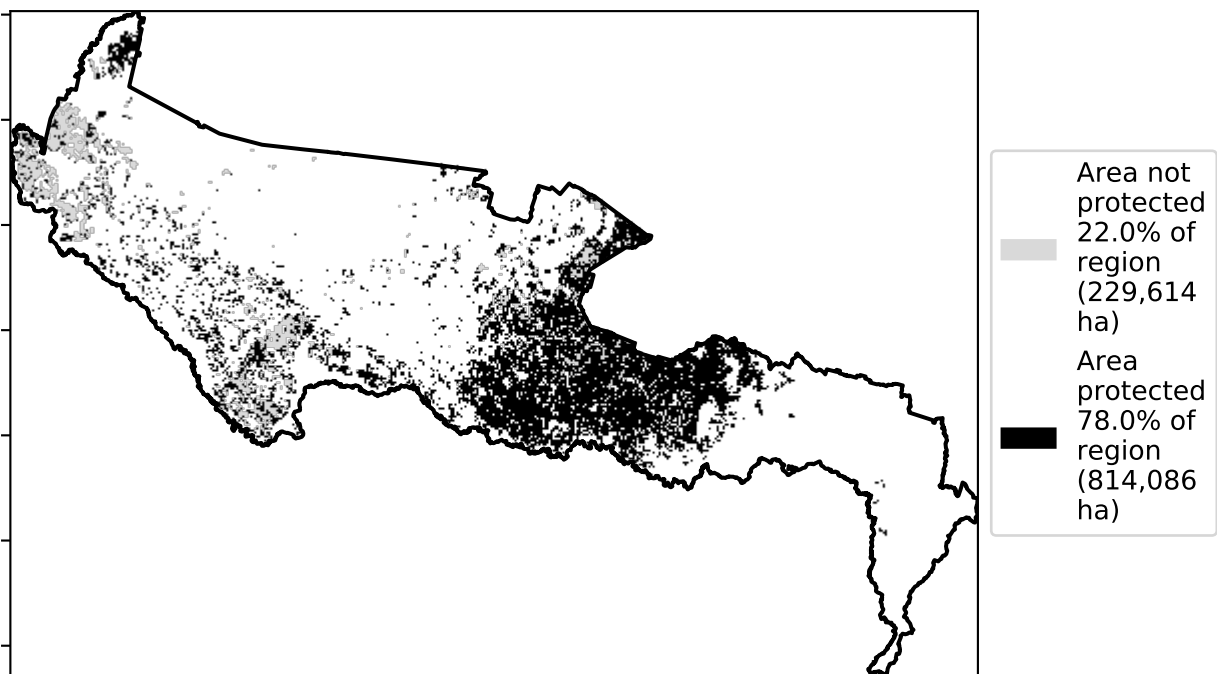 Area not
protected
22.0% of
region
(229,614
ha)
Area
protected
78.0% of
region
(814,086
ha)